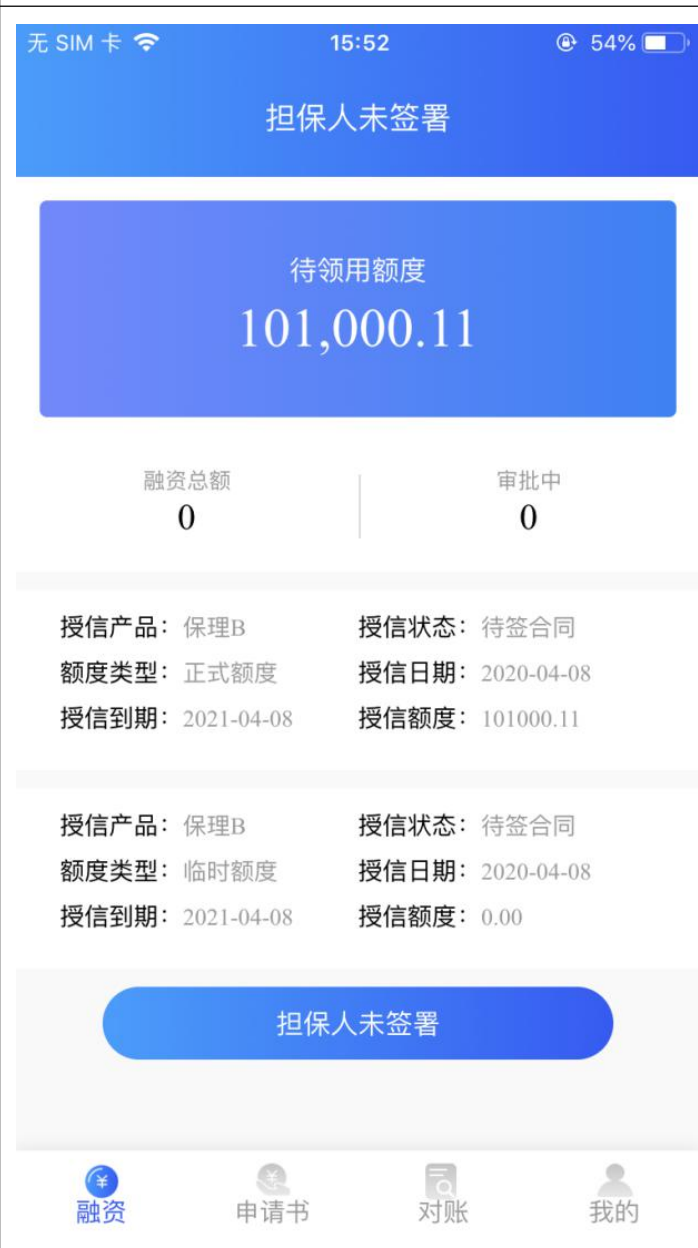 无 SIM 卡 15:52 54%
担保人未签署
待领用额度
101,000.11
融资总额 审批中
0 0
授信产品：保理B 授信状态：待签合同
额度类型：正式额度 授信日期：2020-04-08
授信到期：2021-04-08 授信额度：101000.11
授信产品：保理B 授信状态：待签合同
额度类型：临时额度 授信日期：2020-04-08
授信到期：2021-04-08 授信额度：0.00
担保人未签署
融资 申请书 对账 我的